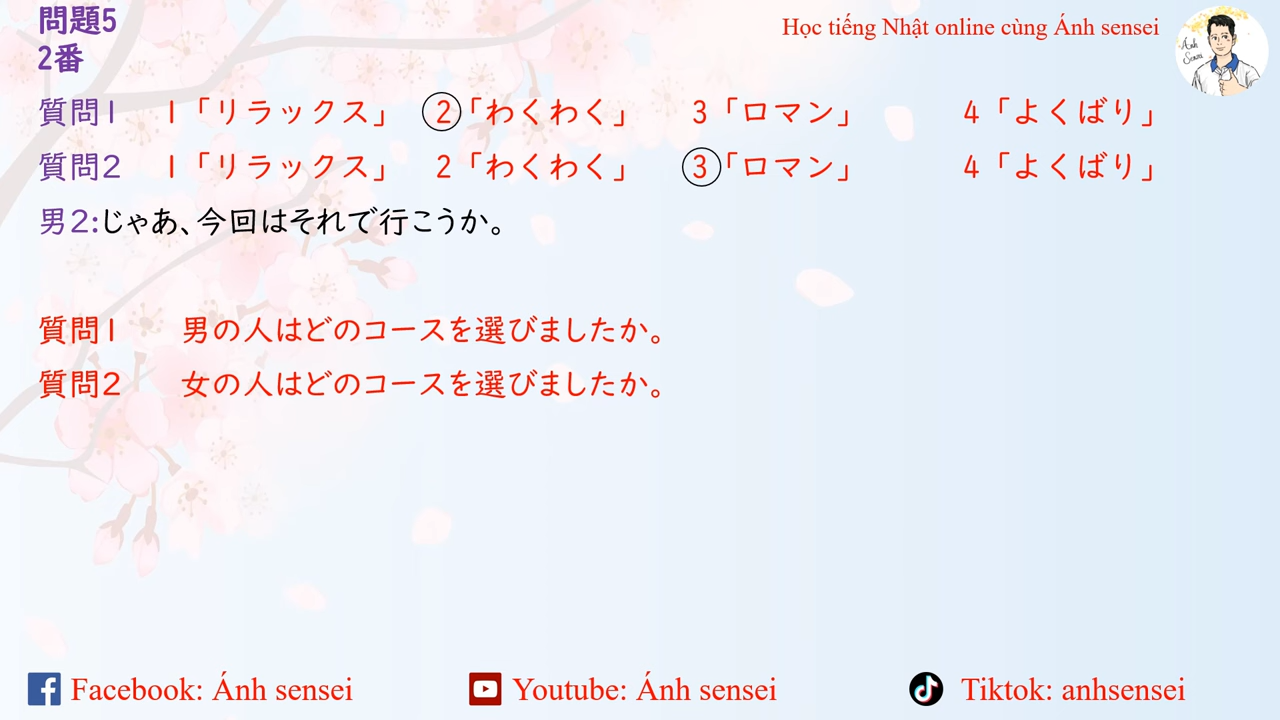 問題5
2番
Học tiếng Nhật online cùng Ánh sensei
Ánh Sensei
質問1 1「リラックス」 2「わくわく」 3「ロマン」 4「よくばり」
質問2 1「リラックス」 2「わくわく」 3「ロマン」 4「よくばり」
男2:じゃあ、今回はそれで行こうか。
質問1 男の人はどのコースを選びましたか。
質問2 女の人はどのコースを選びましたか。
Facebook: Ánh sensei Youtube: Ánh sensei Tiktok: anhsensei